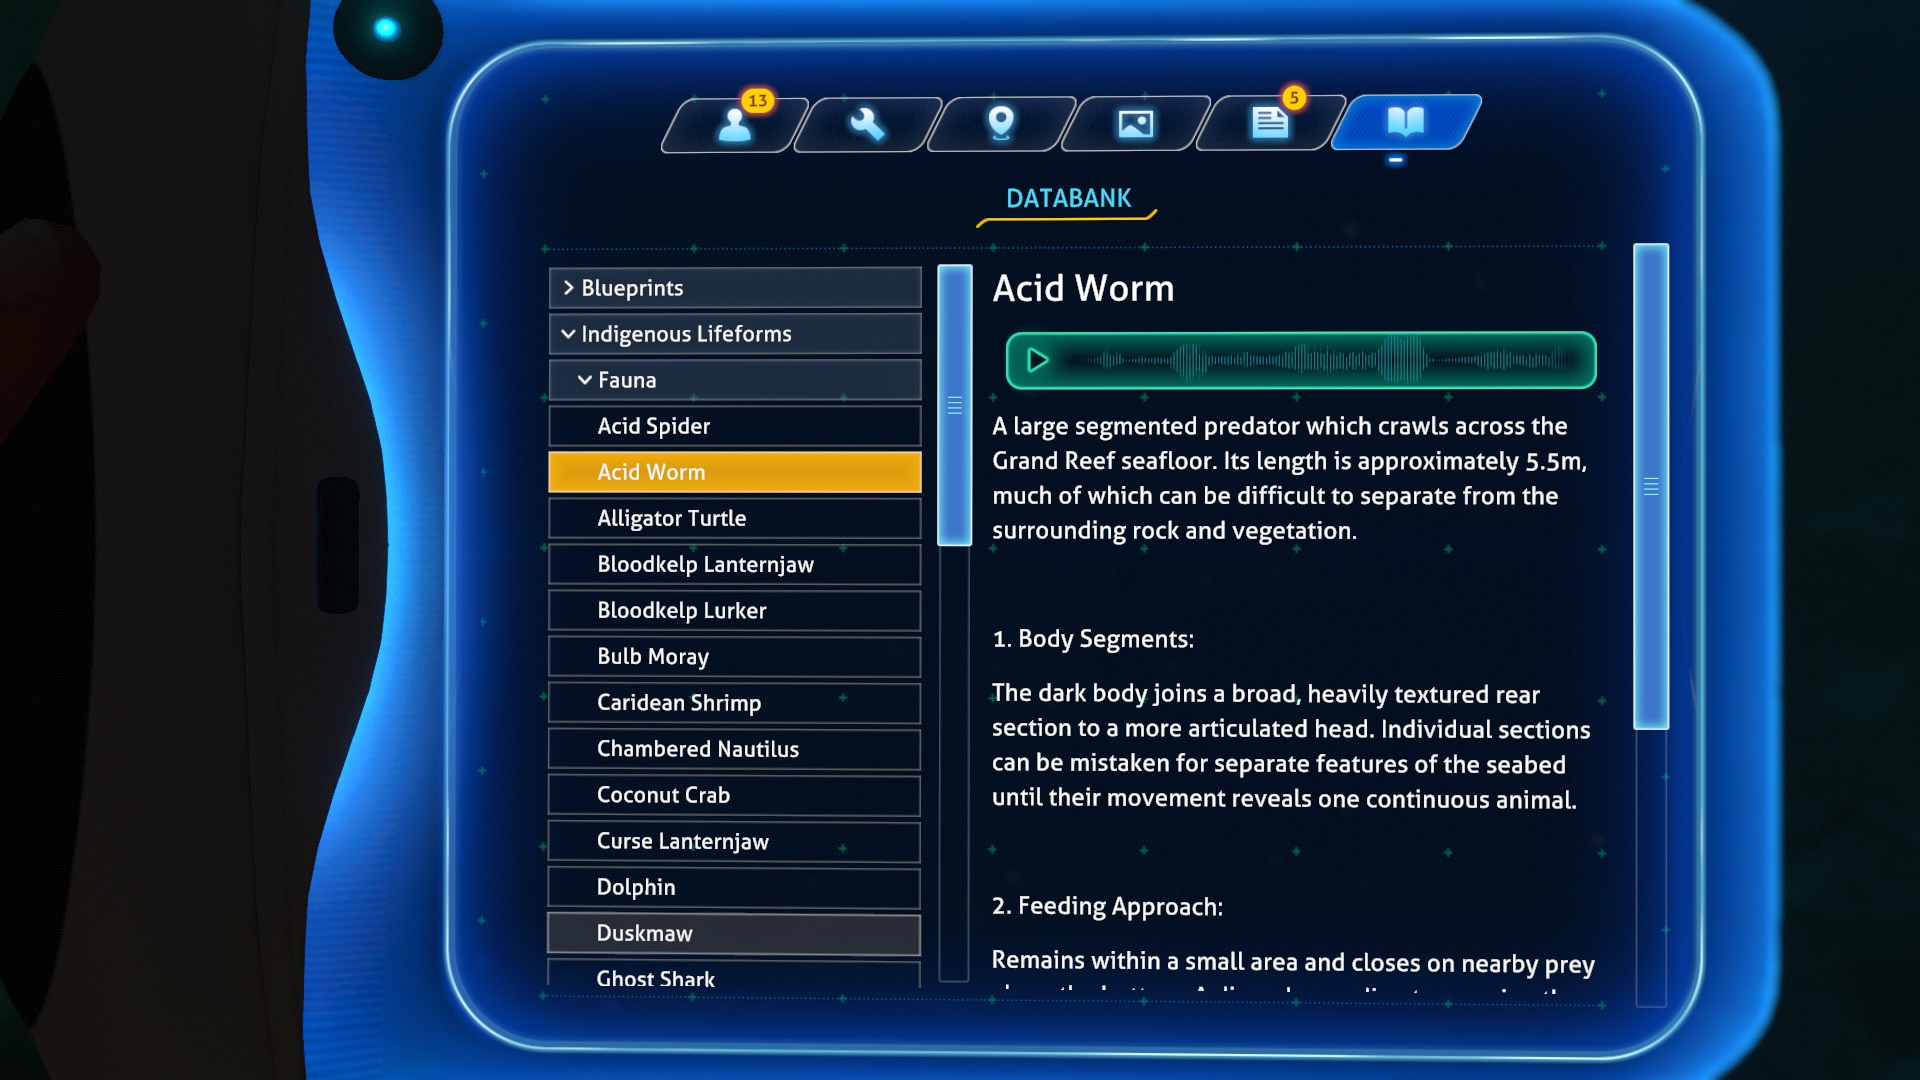 13
5
DATABANK
Blueprints
Indigenous Lifeforms
Fauna
Acid Spider
Acid Worm
Alligator Turtle
Bloodkelp Lanternjaw
Bloodkelp Lurker
Bulb Moray
Caridean Shrimp
Chambered Nautilus
Coconut Crab
Curse Lanternjaw
Dolphin
Duskmaw
Ghost Shark
Acid Worm
A large segmented predator which crawls across the
Grand Reef seafloor. Its length is approximately 5.5m,
much of which can be difficult to separate from the
surrounding rock and vegetation.
1. Body Segments:
The dark body joins a broad, heavily textured rear
section to a more articulated head. Individual sections
can be mistaken for separate features of the seabed
until their movement reveals one continuous animal.
2. Feeding Approach:
Remains within a small area and closes on nearby prey